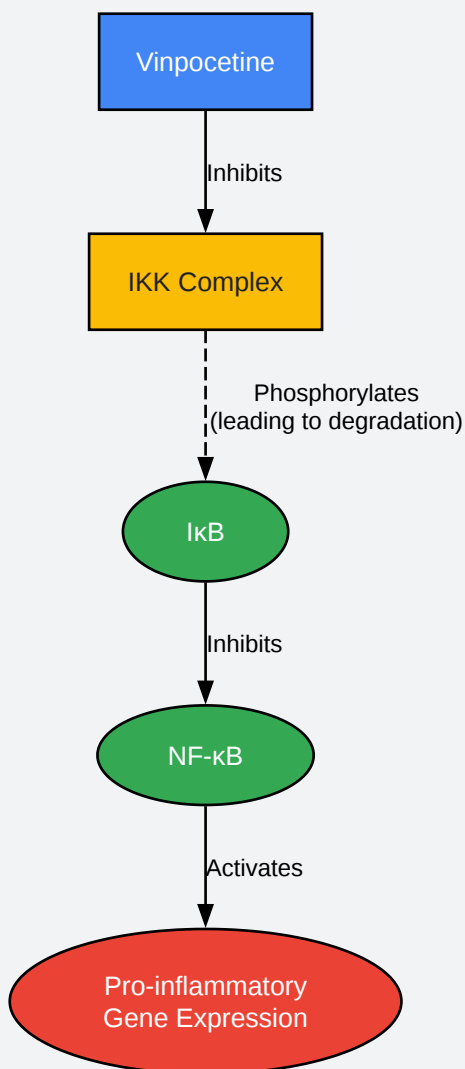 Vinpocetine
Inhibits
IKK Complex
Phosphorylates
(leading to degradation)
IκB
Inhibits
NF-κB
Activates
Pro-inflammatory
Gene Expression